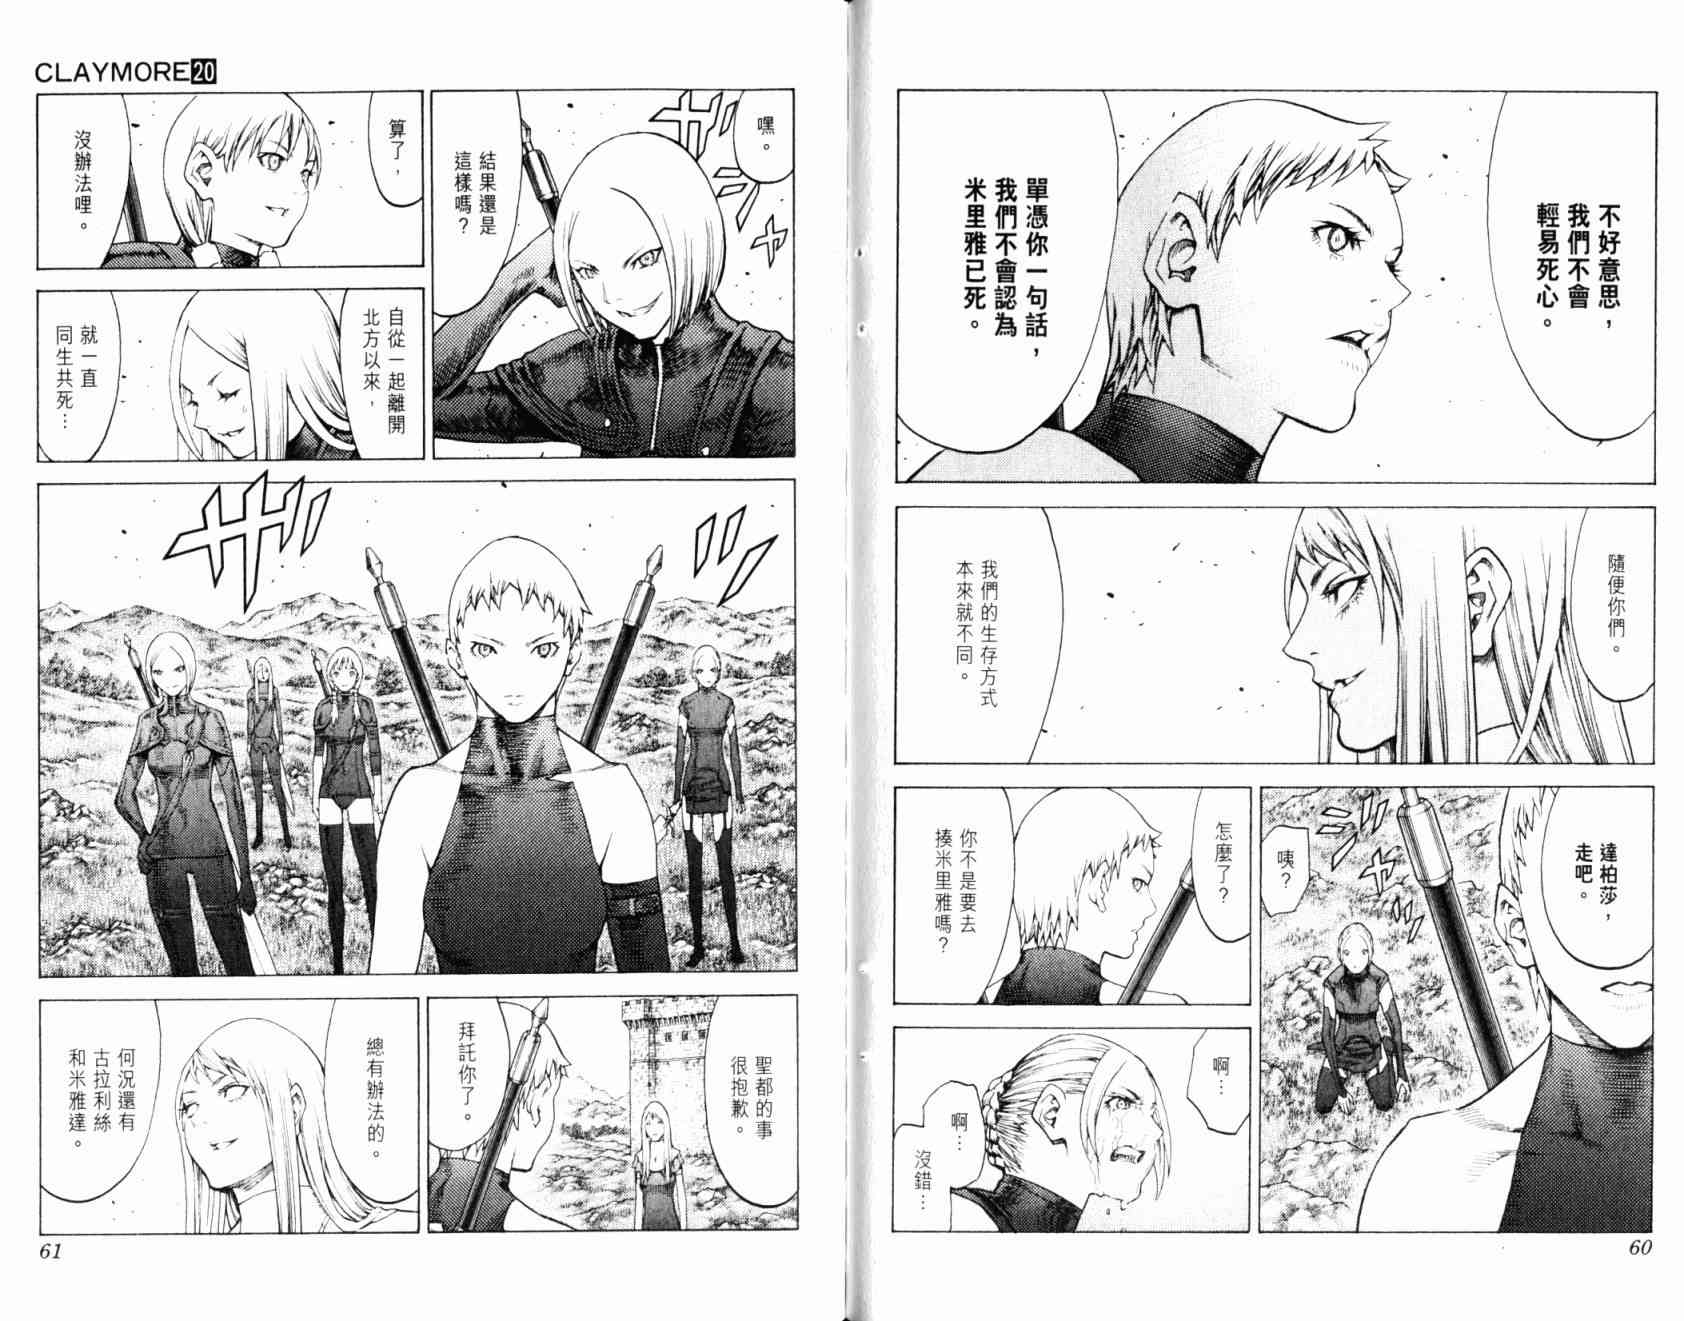 不好意思，
我們不會
輕易死心。
單憑你一句話，
我們不會認為
米里雅已死。
隨便你們。
我們的生存方式
本來就不同。
達柏莎，
走吧。
咦？
怎麼了？
你不是要去
揍米里雅嗎？
啊…
啊…
沒錯…
60
CLAYMORE20
嘿。
結果還是
這樣嗎？
算了，
沒辦法哩。
自從一起離開
北方以來，
就一直
同生共死…
聖都的事
很抱歉。
拜託你了。
總有辦法的。
何況還有
古拉利絲
和米雅達。
61